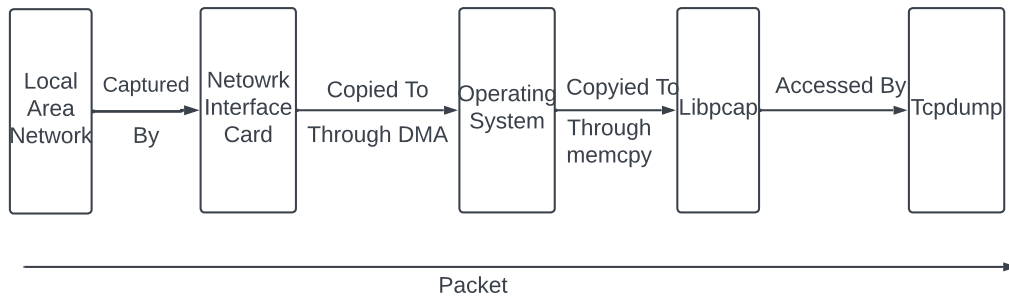 Local
Area
Network
Captured
By
Netowrk
Interface
Card
Copied To
Through DMA
Operating
System
Copyied To
Through
memcpy
Libpcap
Accessed By
Tcpdump
Packet